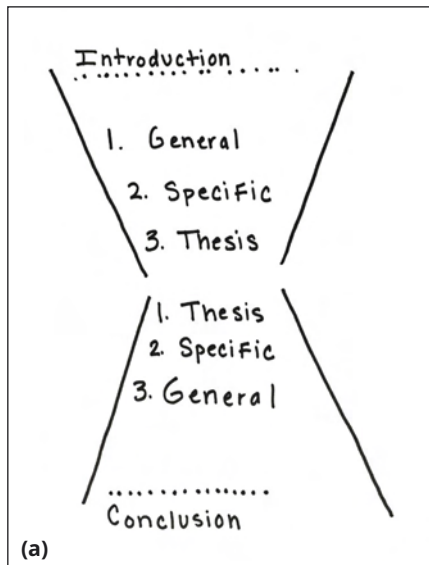 Introduction
1. General
2. Specific
3. Thesis
1. Thesis
2. Specific
3. General
Conclusion
(a)